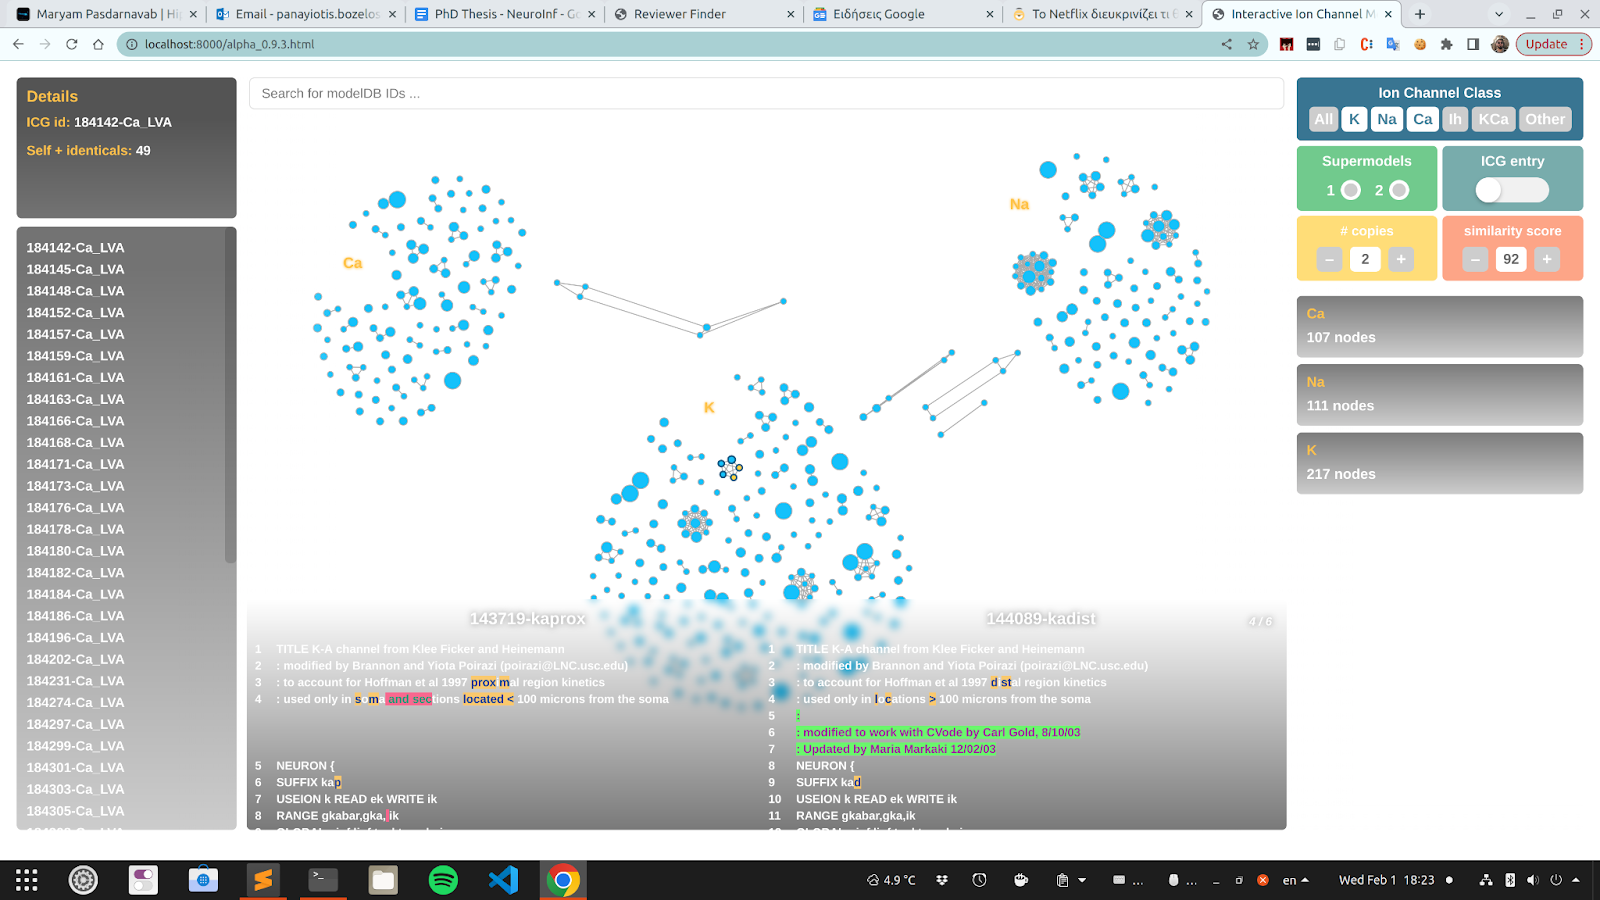 Maryam Pasdarnavab | Hi
Email - panayiotis.bozelos
PhD Thesis - NeuroInf - Go
Reviewer Finder
Ειδήσεις Google
Το Netflix διευκρινίζει τι
Interactive Ion Channel M
localhost:8000/alpha_0.9.3.html
Update
Details
ICG id: 184142-Ca_LVA
Self + identicals: 49
184142-Ca_LVA
184145-Ca_LVA
184148-Ca_LVA
184152-Ca_LVA
184157-Ca_LVA
184159-Ca_LVA
184161-Ca_LVA
184163-Ca_LVA
184166-Ca_LVA
184168-Ca_LVA
184171-Ca_LVA
184173-Ca_LVA
184176-Ca_LVA
184178-Ca_LVA
184180-Ca_LVA
184182-Ca_LVA
184184-Ca_LVA
184186-Ca_LVA
184196-Ca_LVA
184202-Ca_LVA
184231-Ca_LVA
184274-Ca_LVA
184297-Ca_LVA
184299-Ca_LVA
184301-Ca_LVA
184303-Ca_LVA
184305-Ca_LVA
Search for modelDB IDs ...
Ca
Na
K
143719-kaprox
1 TITLE K-A channel from Klee Ficker and Heinemann
2 : modified by Brannon and Yiota Poirazi (poirazi@LNC.usc.edu)
3 : to account for Hoffman et al 1997 proximal region kinetics
4 : used only in soma and sections located < 100 microns from the soma
5 NEURON {
6 SUFFIX kap
7 USEION k READ ek WRITE ik
8 RANGE gkabar,gka, ik
144089-kadist
4 / 6
1 TITLE K-A channel from Klee Ficker and Heinemann
2 : modified by Brannon and Yiota Poirazi (poirazi@LNC.usc.edu)
3 : to account for Hoffman et al 1997 distal region kinetics
4 : used only in locations > 100 microns from the soma
5 :
6 : modified to work with CVode by Carl Gold, 8/10/03
7 : Updated by Maria Markaki 12/02/03
8 NEURON {
9 SUFFIX kad
10 USEION k READ ek WRITE ik
11 RANGE gkabar,gka,ik
Ion Channel Class
All K Na Ca Ih KCa Other
Supermodels
1 2
ICG entry
# copies
– 2 +
similarity score
– 92 +
Ca
107 nodes
Na
111 nodes
K
217 nodes
4.9 °C
en
Wed Feb 1 18:23